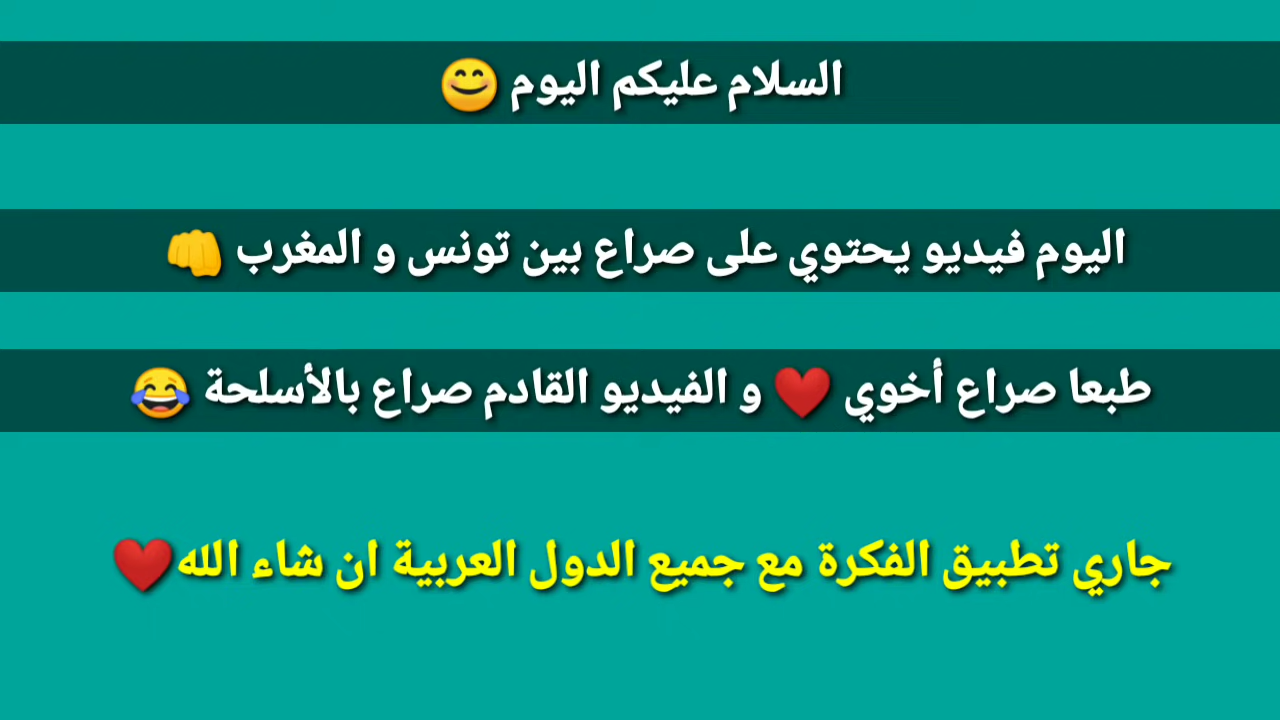 السلام عليكم اليوم 😊
اليوم فيديو يحتوي على صراع بين تونس و المغرب 👊
طبعا صراع أخوي ❤️ و الفيديو القادم صراع بالأسلحة 😂
جاري تطبيق الفكرة مع جميع الدول العربية ان شاء الله❤️